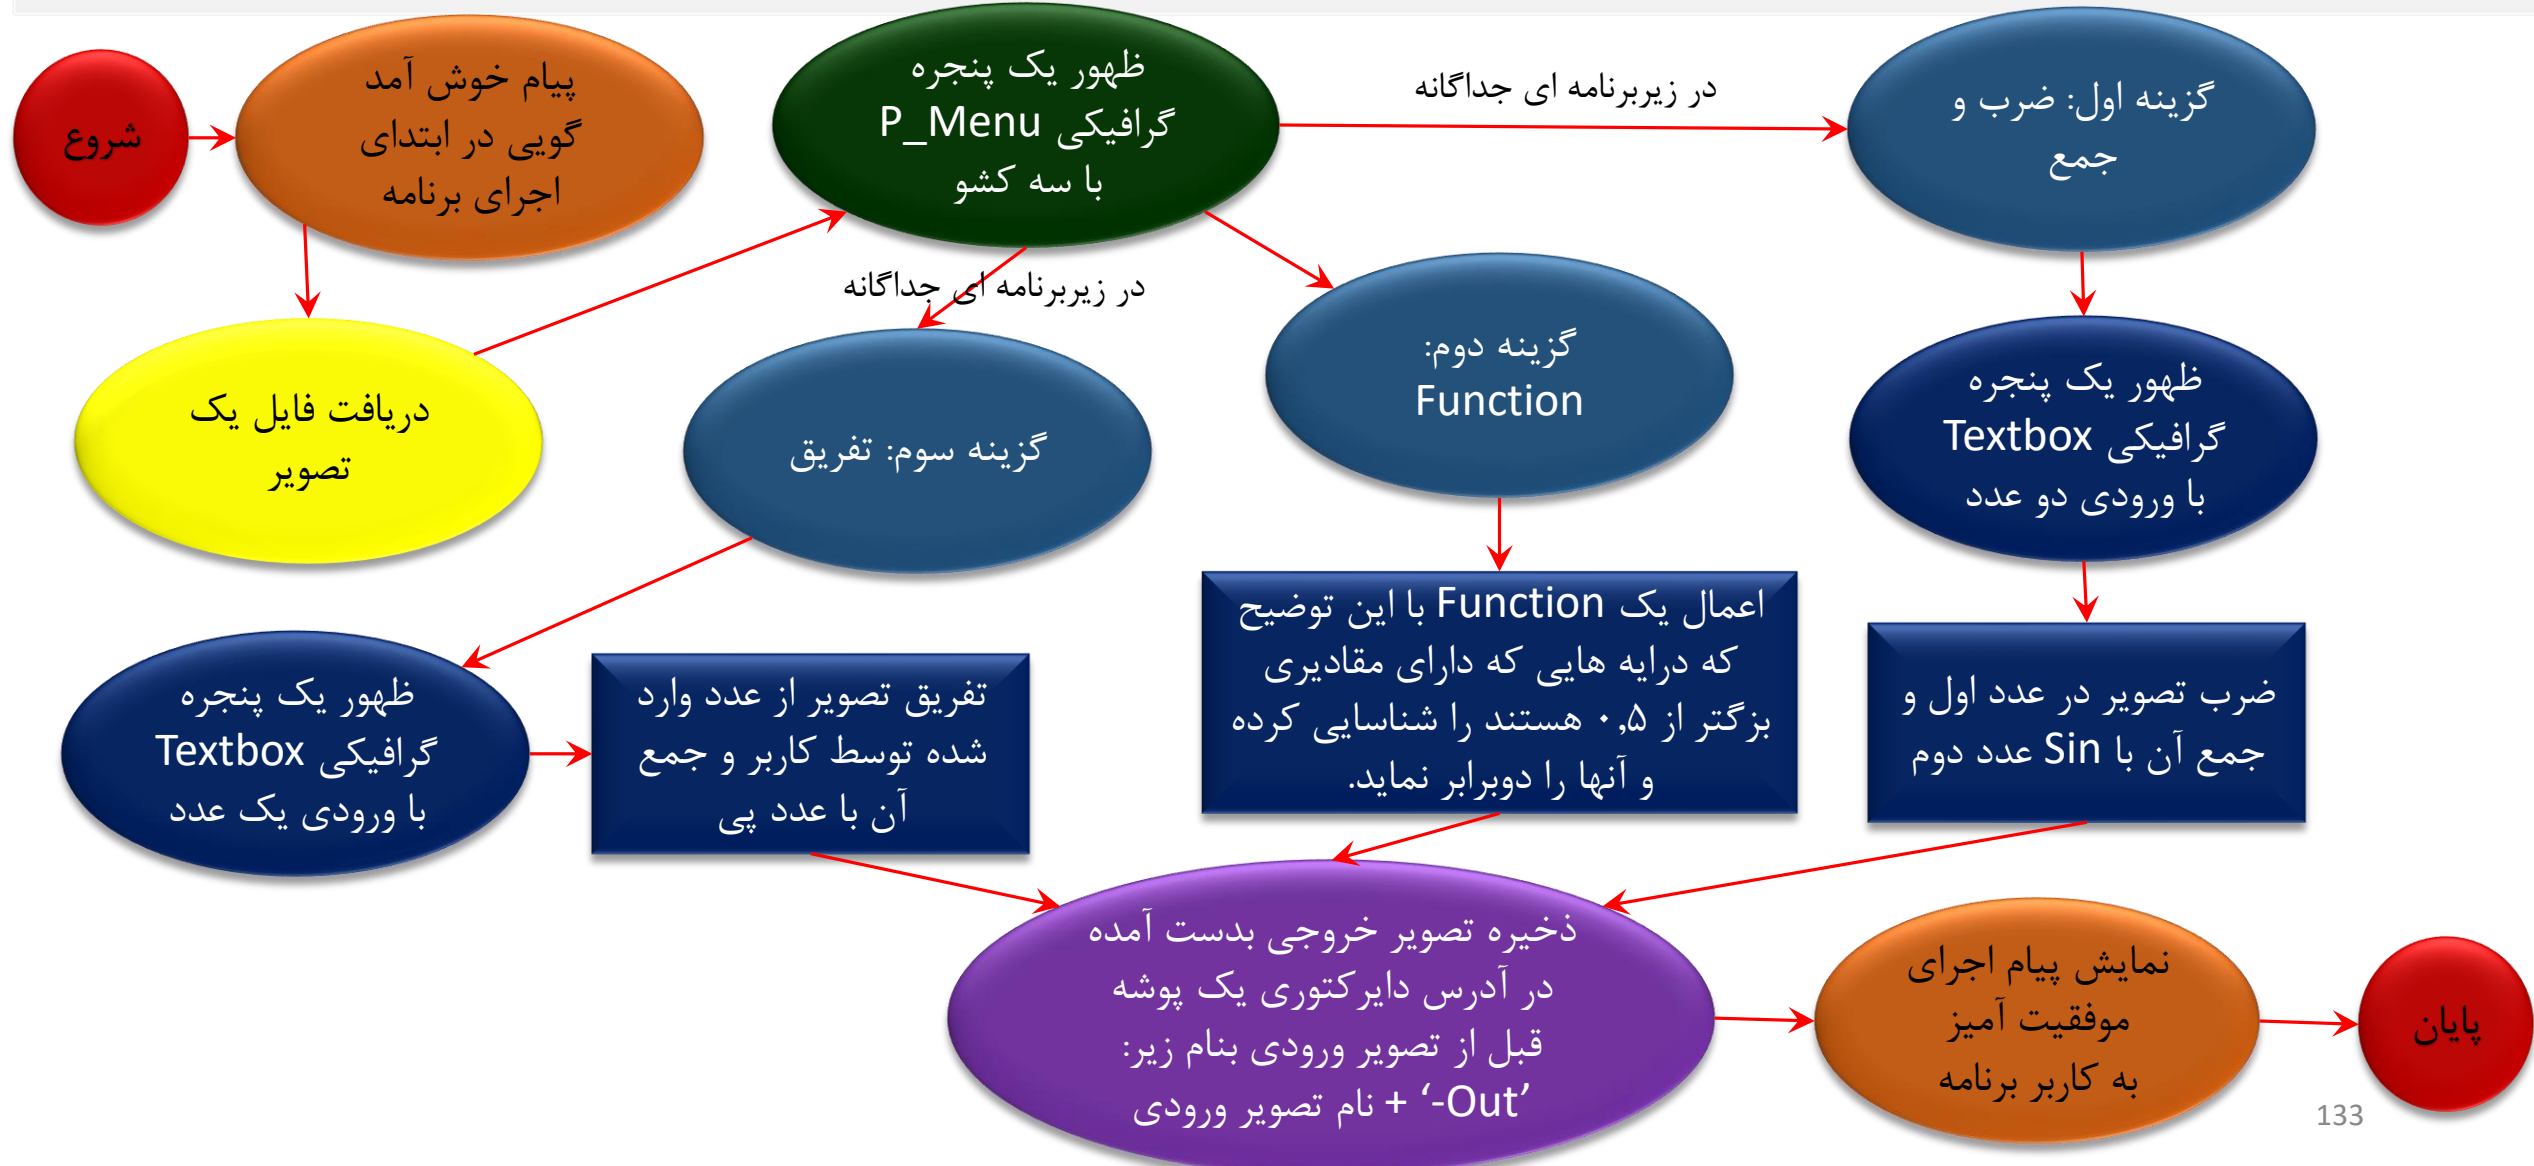 شروع
پیام خوش آمد
گویی در ابتدای
اجرای برنامه
دریافت فایل یک
تصویر
ظهور یک پنجره
گرافیکی P_Menu
با سه کشو
در زیربرنامه ای جداگانه
گزینه اول: ضرب و
جمع
ظهور یک پنجره
گرافیکی Textbox
با ورودی دو عدد
ضرب تصویر در عدد اول و
جمع آن با Sin عدد دوم
گزینه دوم:
Function
اعمال یک Function با این توضیح
که درایه هایی که دارای مقادیری
بزگتر از ۰٫۵ هستند را شناسایی کرده
و آنها را دوبرابر نماید.
در زیربرنامه ای جداگانه
گزینه سوم: تفریق
ظهور یک پنجره
گرافیکی Textbox
با ورودی یک عدد
تفریق تصویر از عدد وارد
شده توسط کاربر و جمع
آن با عدد پی
ذخیره تصویر خروجی بدست آمده
در آدرس دایرکتوری یک پوشه
قبل از تصویر ورودی بنام زیر:
نام تصویر ورودی + ‘-Out’
نمایش پیام اجرای
موفقیت آمیز
به کاربر برنامه
پایان
133